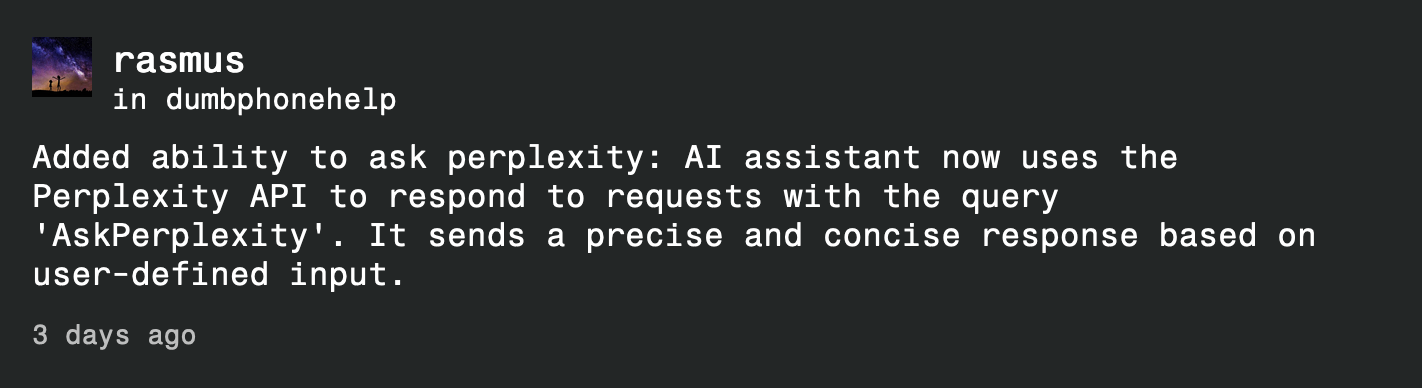 rasmus
in dumbphonehelp
Added ability to ask perplexity: AI assistant now uses the
Perplexity API to respond to requests with the query
'AskPerplexity'. It sends a precise and concise response based on
user-defined input.
3 days ago